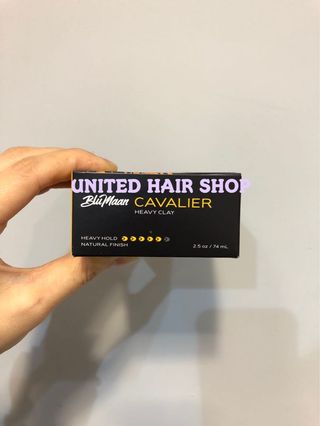 UNITED HAIR SHOP
BluMaan CAVALIER
HEAVY CLAY
HEAVY HOLD
NATURAL FINISH
2.5 oz / 74 mL